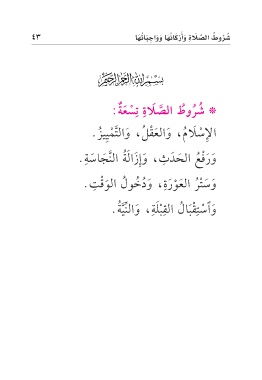 شُرُوطُ الصَّلَاةِ وَأَرْكَانُهَا وَوَاجِبَاتُهَا ٤٣
بِسْمِ اللَّهِ الرَّحْمَٰنِ الرَّحِيمِ
* شُرُوطُ الصَّلَاةِ تِسْعَةٌ:
الإِسْلَامُ، وَالعَقْلُ، وَالتَّمْيِيزُ.
وَرَفْعُ الحَدَثِ، وَإِزَالَةُ النَّجَاسَةِ.
وَسَتْرُ العَوْرَةِ، وَدُخُولُ الوَقْتِ.
وَٱسْتِقْبَالُ القِبْلَةِ، وَالنِّيَّةُ.